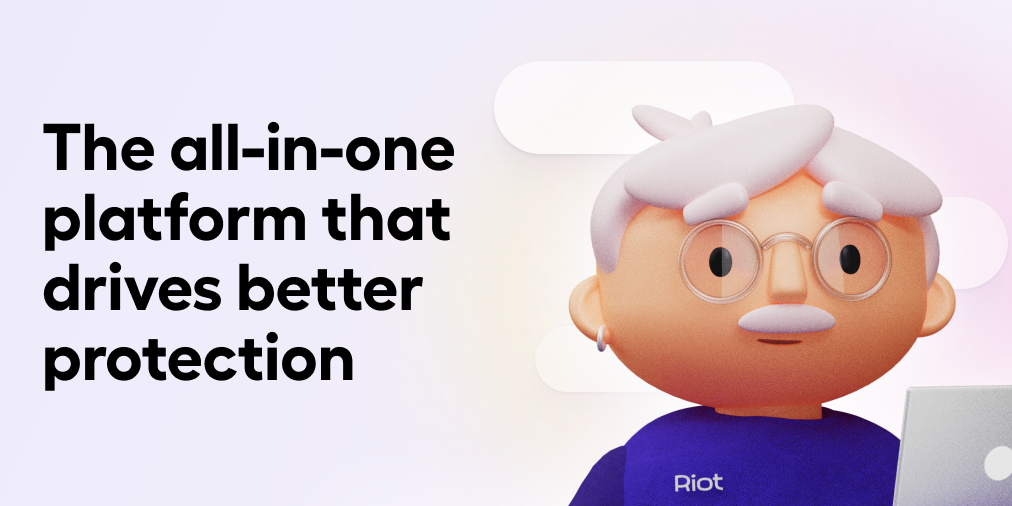 The all-in-one
platform that
drives better
protection
Riot